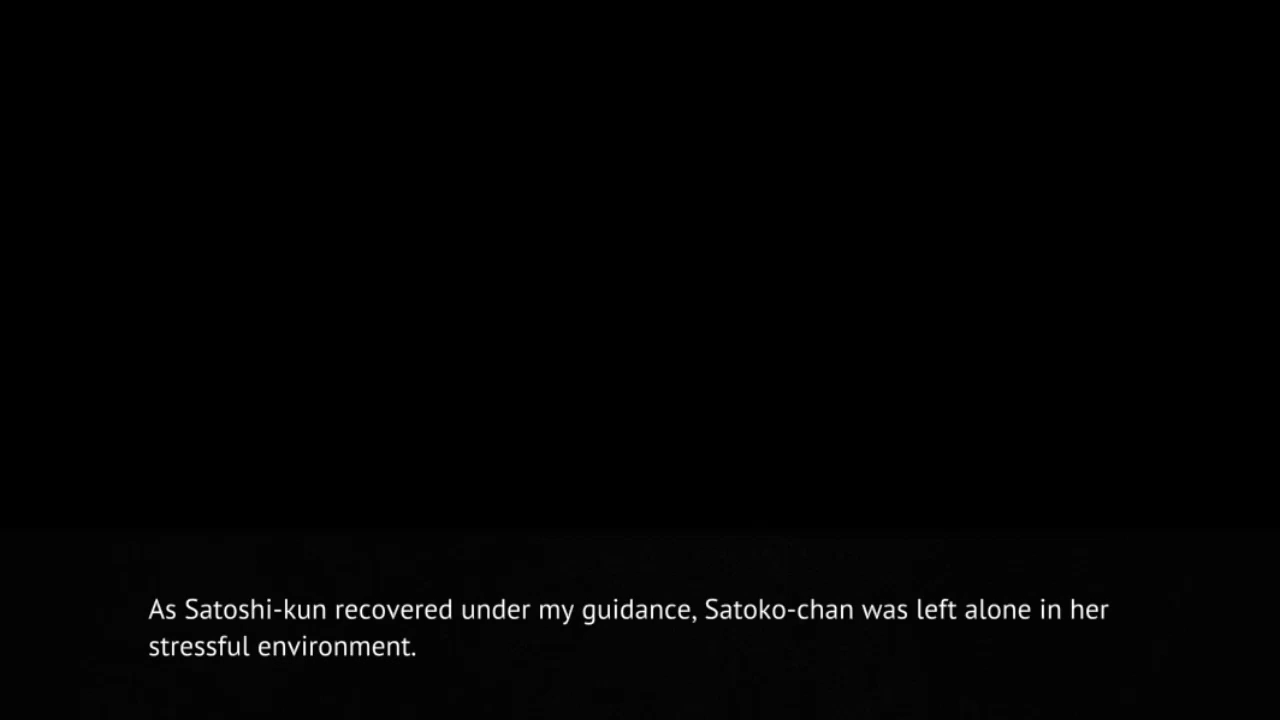 As Satoshi-kun recovered under my guidance, Satoko-chan was left alone in her
stressful environment.